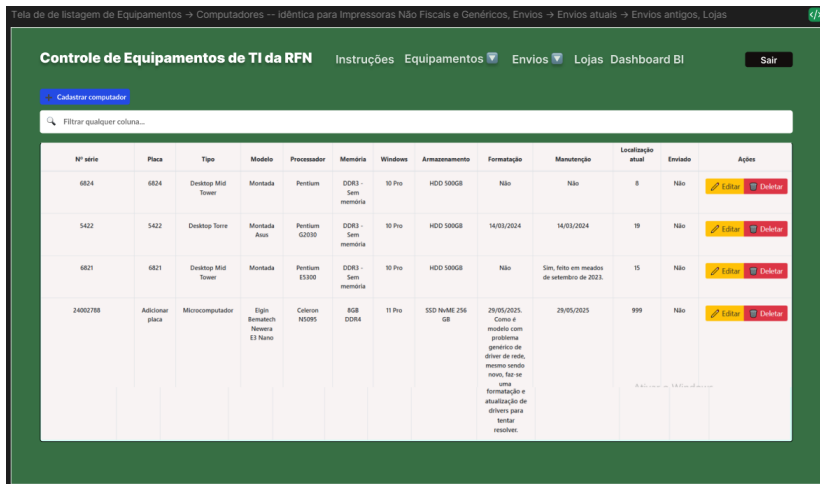 Tela de de listagem de Equipamentos → Computadores -- idêntica para Impressoras Não Fiscais e Genéricos, Envios → Envios atuais → Envios antigos, Lojas
Controle de Equipamentos de TI da RFN Instruções Equipamentos Envios Lojas Dashboard BI Sair
Cadastrar computador
Filtrar qualquer coluna...
Nº série Placa Tipo Modelo Processador Memória Windows Armazenamento Formatação Manutenção Localização atual Enviado Ações
6824 6824 Desktop Mid Tower Montada Pentium DDR3 - Sem memória 10 Pro HDD 500GB Não Não 8 Não Editar Deletar
5422 5422 Desktop Torre Montada Asus Pentium G2030 DDR3 - Sem memória 10 Pro HDD 500GB 14/03/2024 14/03/2024 19 Não Editar Deletar
6821 6821 Desktop Mid Tower Montada Pentium E5300 DDR3 - Sem memória 10 Pro HDD 500GB Não Sim, feito em meados de setembro de 2023. 15 Não Editar Deletar
24002788 Adicionar placa Microcomputador Elgin Bematech Newera E3 Nano Celeron N5095 8GB DDR4 11 Pro SSD NvME 256 GB 29/05/2025. Como é modelo com problema genérico de driver de rede, mesmo sendo novo, faz-se uma formatação e atualização de drivers para tentar resolver. 29/05/2025 999 Não Editar Deletar